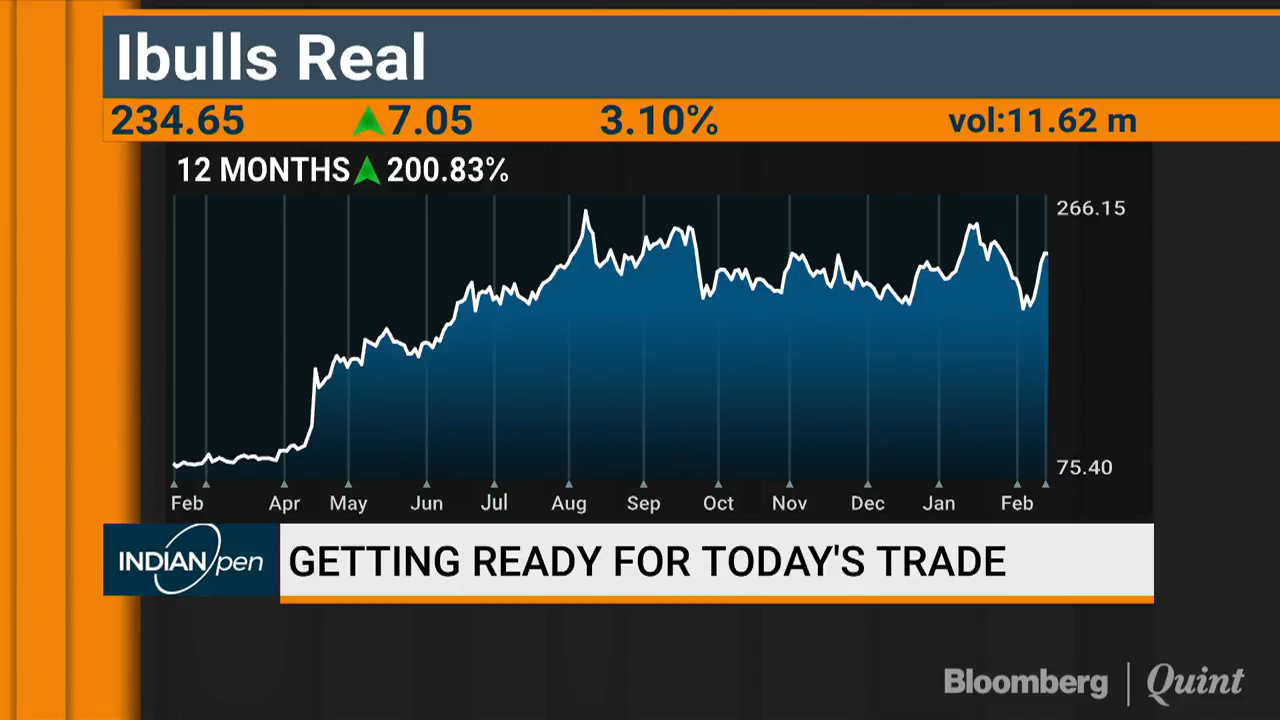 Ibulls Real
234.65 7.05 3.10% vol:11.62 m
12 MONTHS 200.83%
266.15
75.40
Feb Apr May Jun Jul Aug Sep Oct Nov Dec Jan Feb
INDIAN Open
GETTING READY FOR TODAY'S TRADE
Bloomberg | Quint